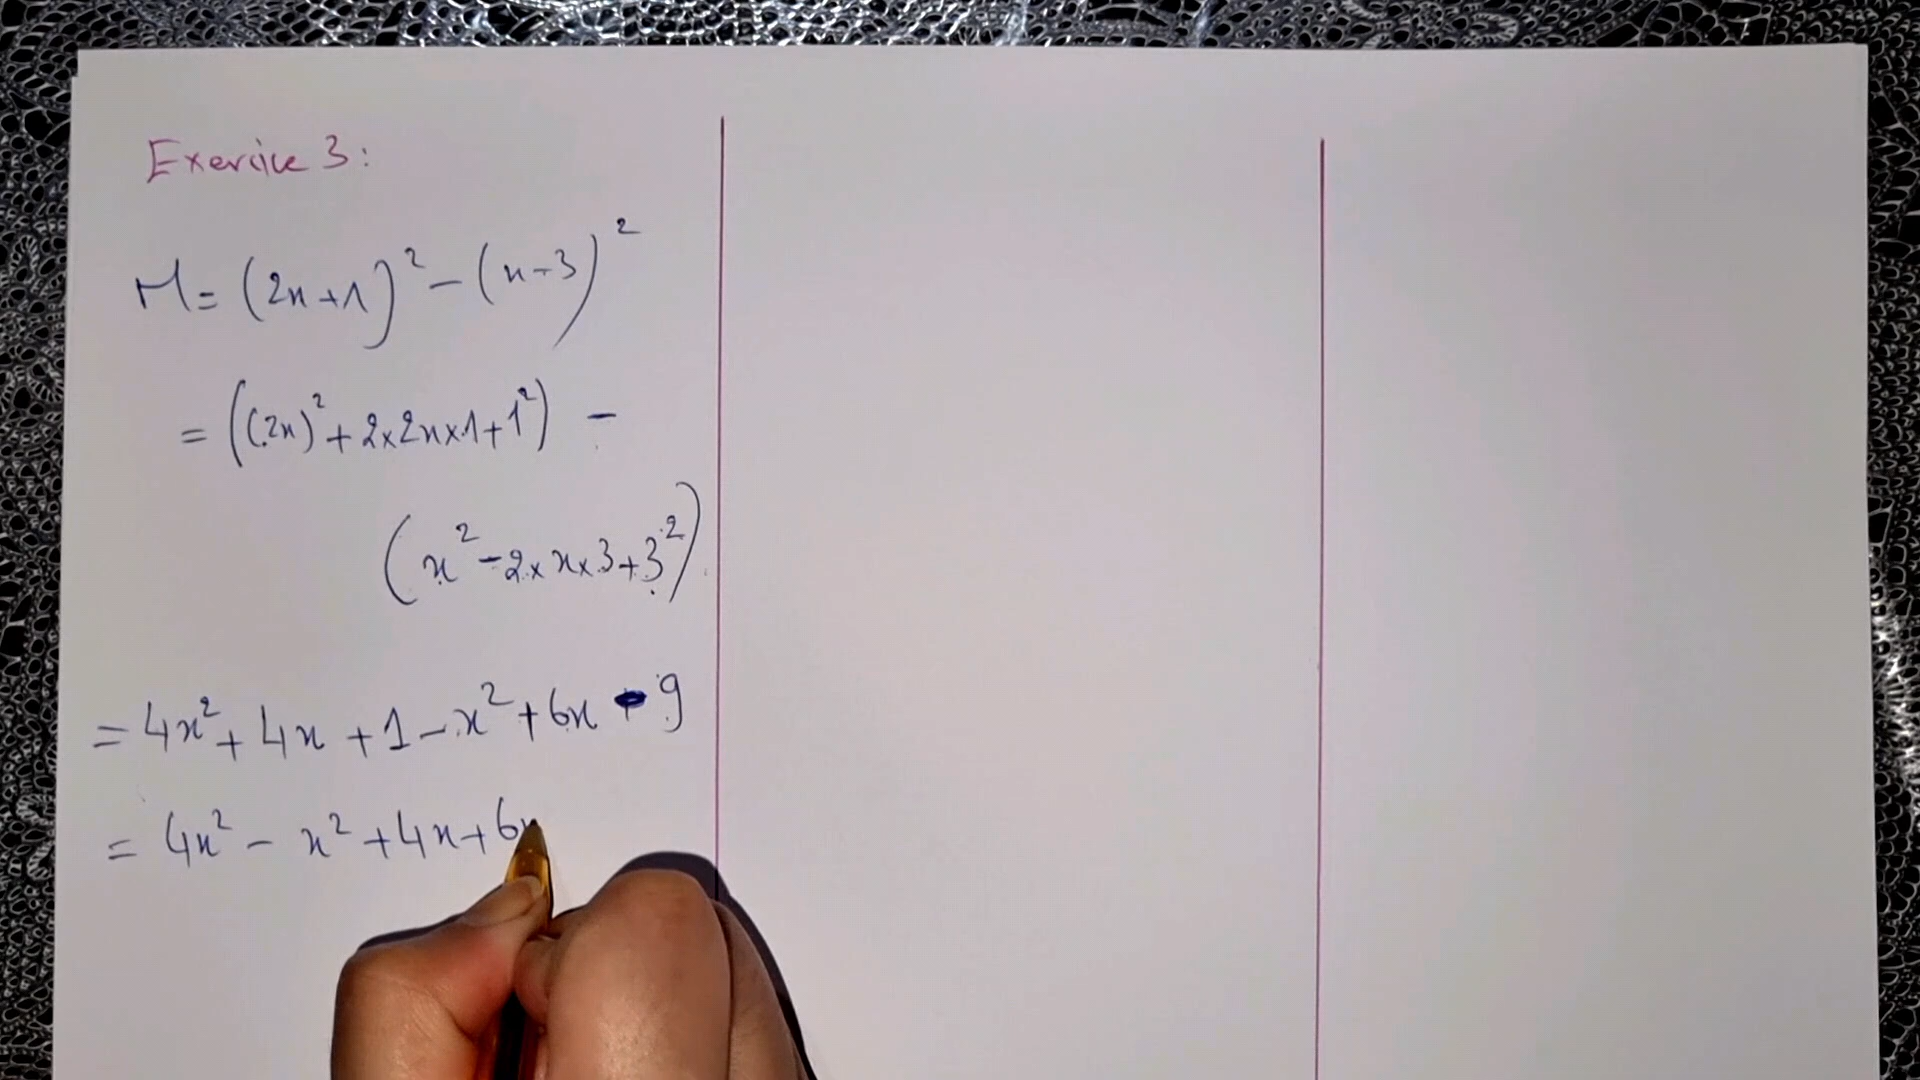 Exercice 3:
M = (2x+1)² - (x-3)²
= ((2x)² + 2×2x×1+1²) -
(x² - 2×x×3+3²)
= 4x² + 4x + 1 - x² + 6x - 9
= 4x² - x² + 4x + 6x